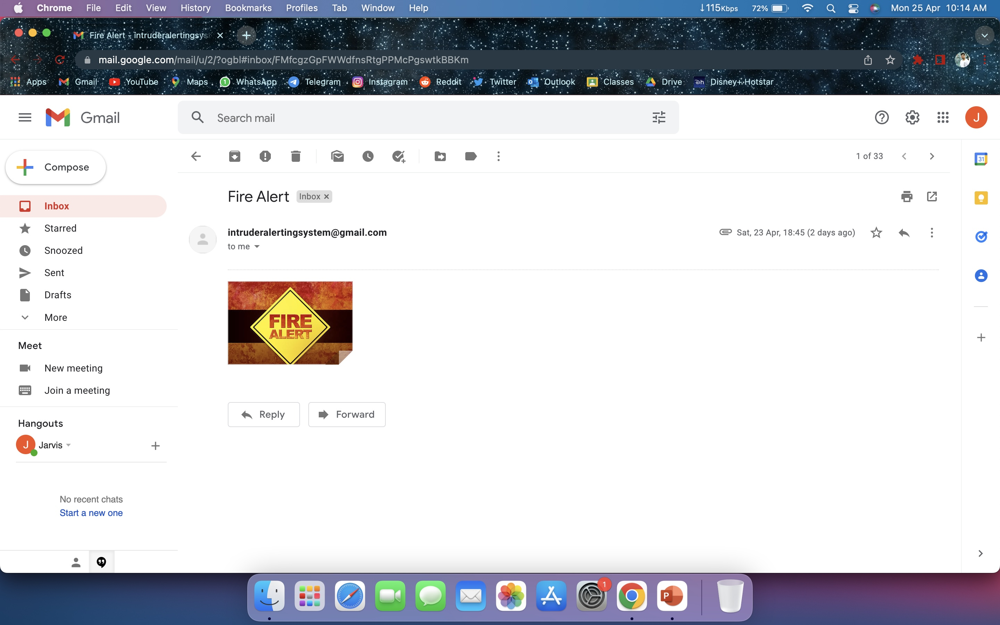 Chrome File Edit View History Bookmarks Profiles Tab Window Help ↓115Kbps 72% Mon 25 Apr 10:14 AM
Fire Alert - intruderalertingsys
mail.google.com/mail/u/2/?ogbl#inbox/FMfcgzGpFWWdfnsRtgPPMcPgswtkBBKm
Apps Gmail YouTube Maps 1 WhatsApp Telegram Instagram Reddit Twitter Outlook Classes Drive Dh Disney+ Hotstar
Gmail Search mail J
Compose
1 of 33
31
Fire Alert Inbox ×
Inbox
Starred
Snoozed
Sent
Drafts
More
intruderalertingsystem@gmail.com Sat, 23 Apr, 18:45 (2 days ago)
to me
FIRE
ALERT
Meet
New meeting
Join a meeting
Reply Forward
Hangouts
J Jarvis
No recent chats
Start a new one
1
P